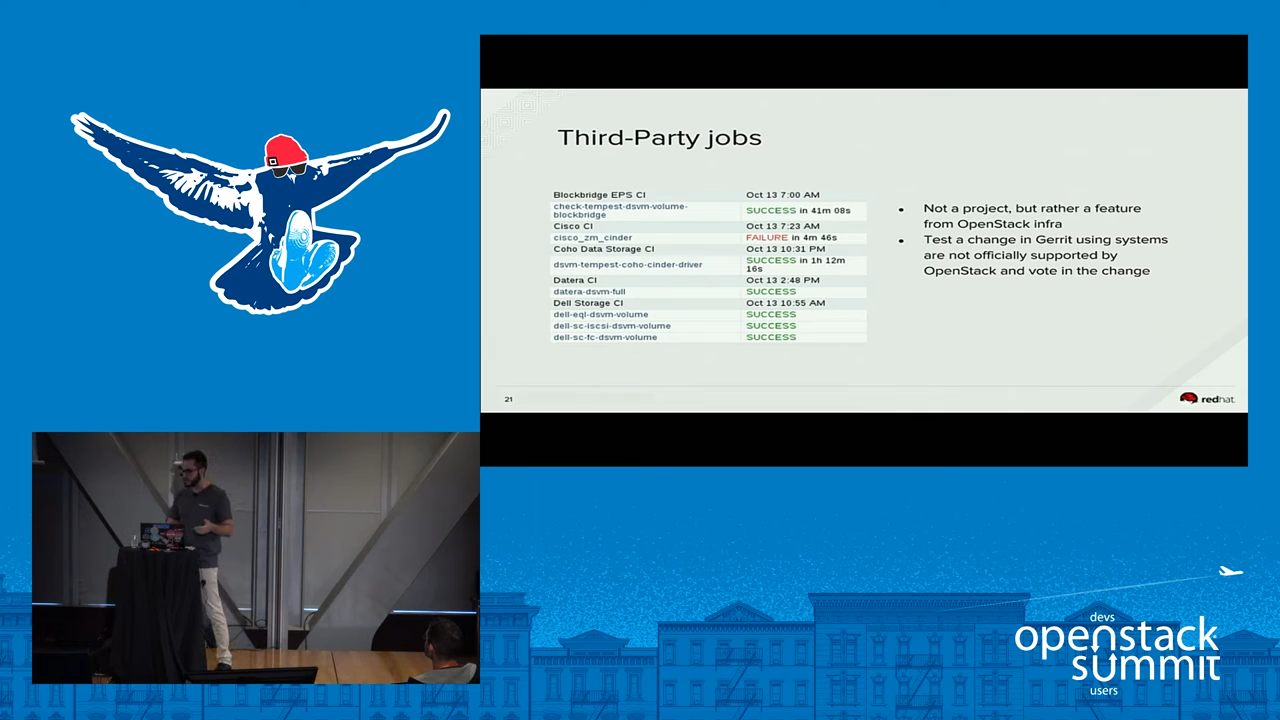 Third-Party jobs
Blockbridge EPS CI Oct 13 7:00 AM
check-tempest-dsvm-volume-
blockbridge SUCCESS in 41m 08s
Cisco CI Oct 13 7:23 AM
cisco_zm_cinder FAILURE in 4m 46s
Coho Data Storage CI Oct 13 10:31 PM
dsvm-tempest-coho-cinder-driver SUCCESS in 1h 12m
16s
Datera CI Oct 13 2:48 PM
datera-dsvm-full SUCCESS
Dell Storage CI Oct 13 10:55 AM
dell-eql-dsvm-volume SUCCESS
dell-sc-iscsi-dsvm-volume SUCCESS
dell-sc-fc-dsvm-volume SUCCESS
• Not a project, but rather a feature
from OpenStack infra
• Test a change in Gerrit using systems
are not officially supported by
OpenStack and vote in the change
21
redhat.
devs
openstack
summit
users